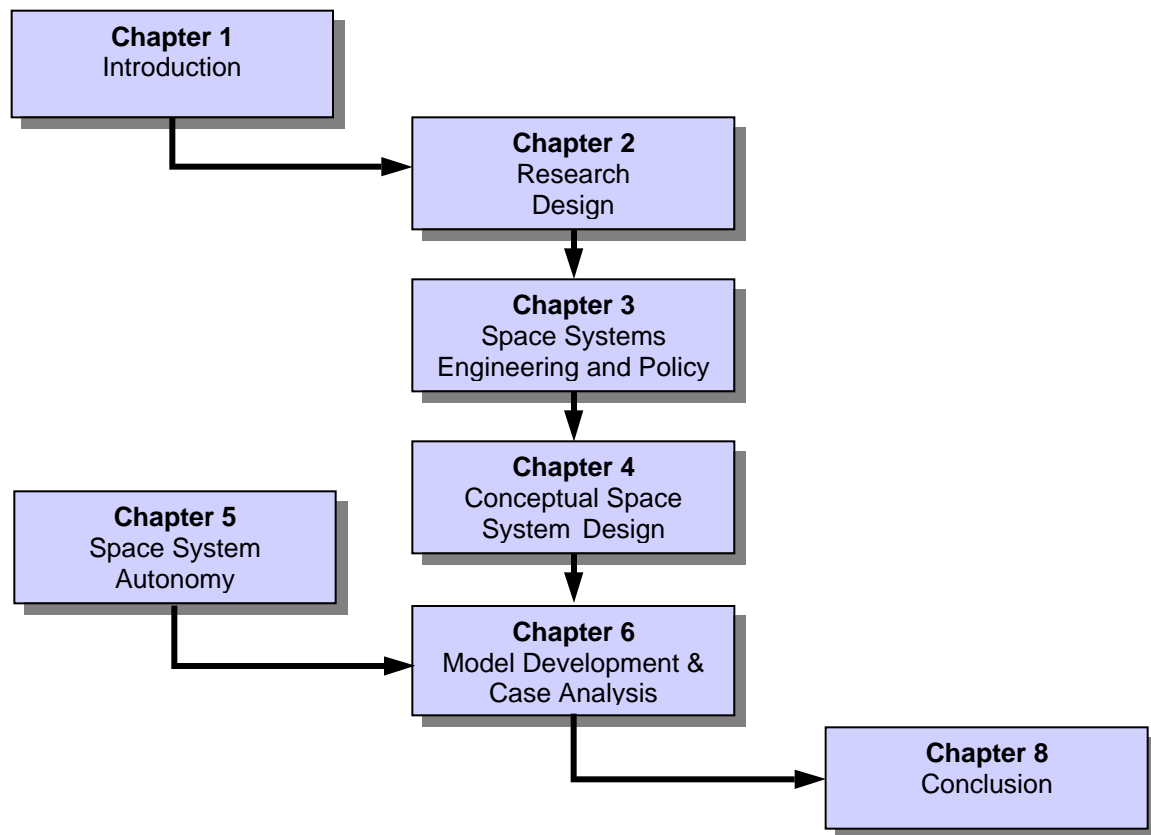 Chapter 1
Introduction
Chapter 2
Research
Design
Chapter 3
Space Systems
Engineering and Policy
Chapter 4
Conceptual Space
System Design
Chapter 5
Space System
Autonomy
Chapter 6
Model Development &
Case Analysis
Chapter 8
Conclusion